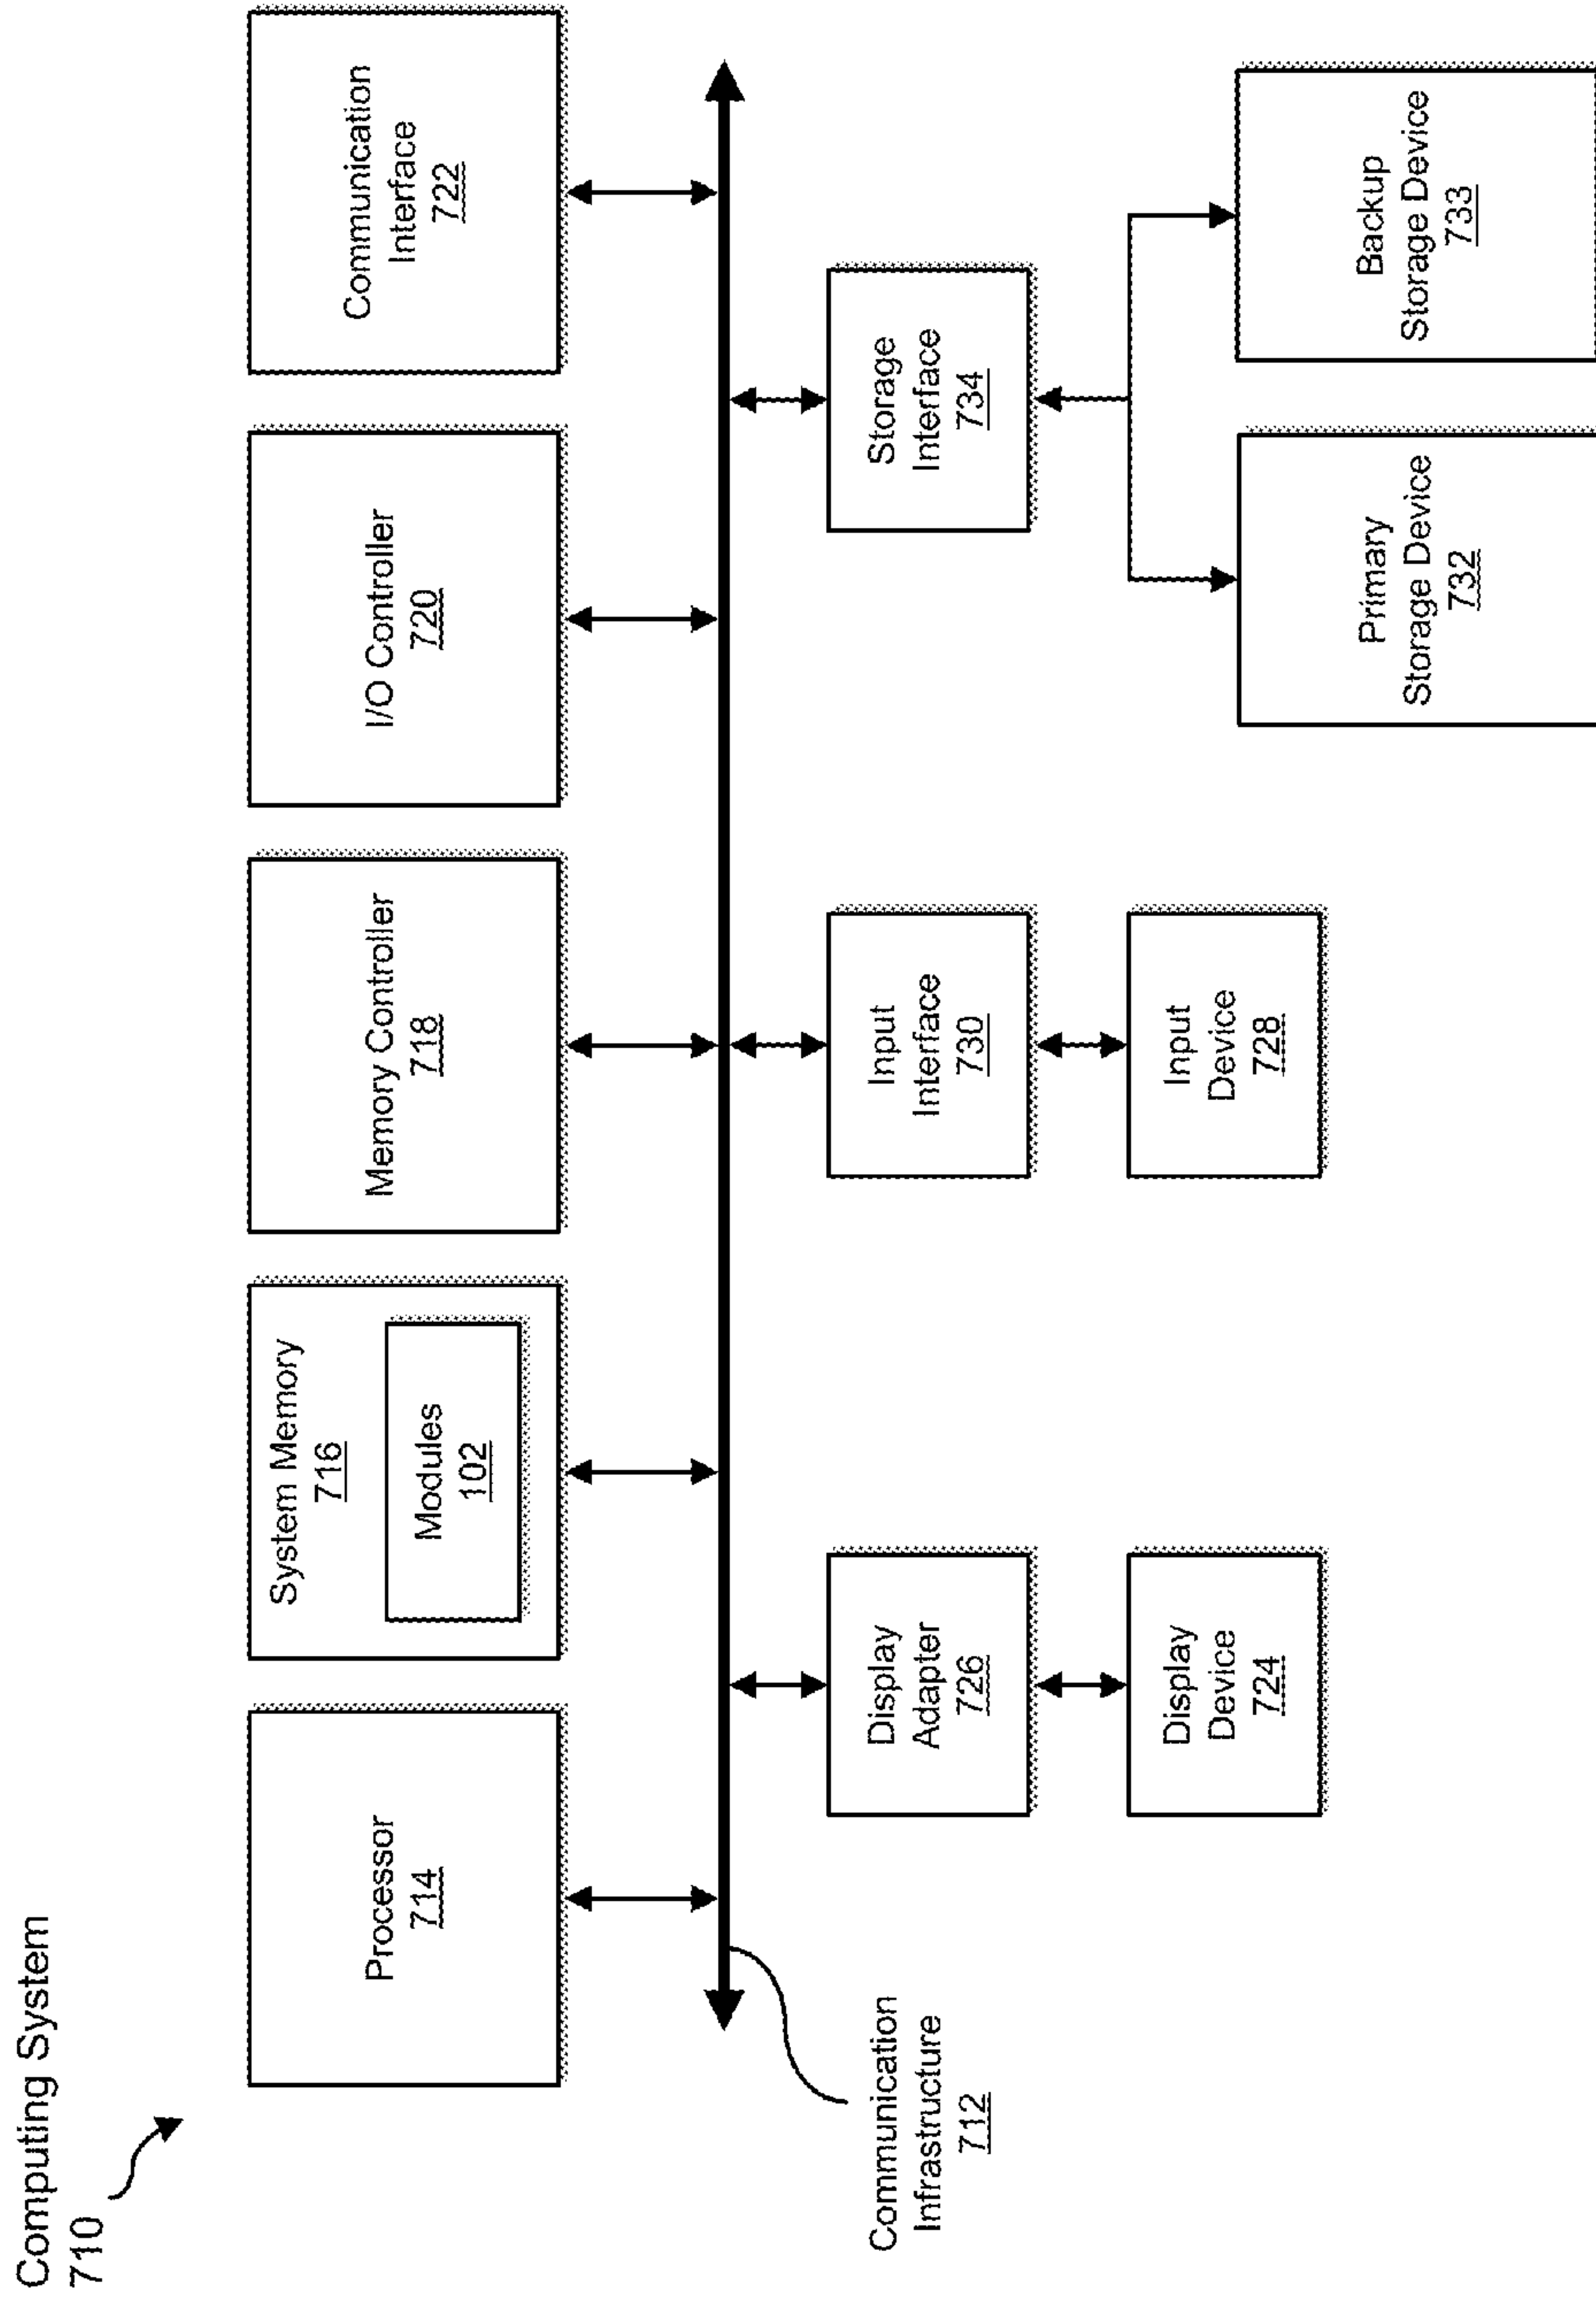 Computing System
710
Processor
714
System Memory
716
Modules
102
Memory Controller
718
I/O Controller
720
Communication
Interface
722
Communication
Infrastructure
712
Display
Adapter
726
Input
Interface
730
Storage
Interface
734
Display
Device
724
Input
Device
728
Primary
Storage Device
732
Backup
Storage Device
733